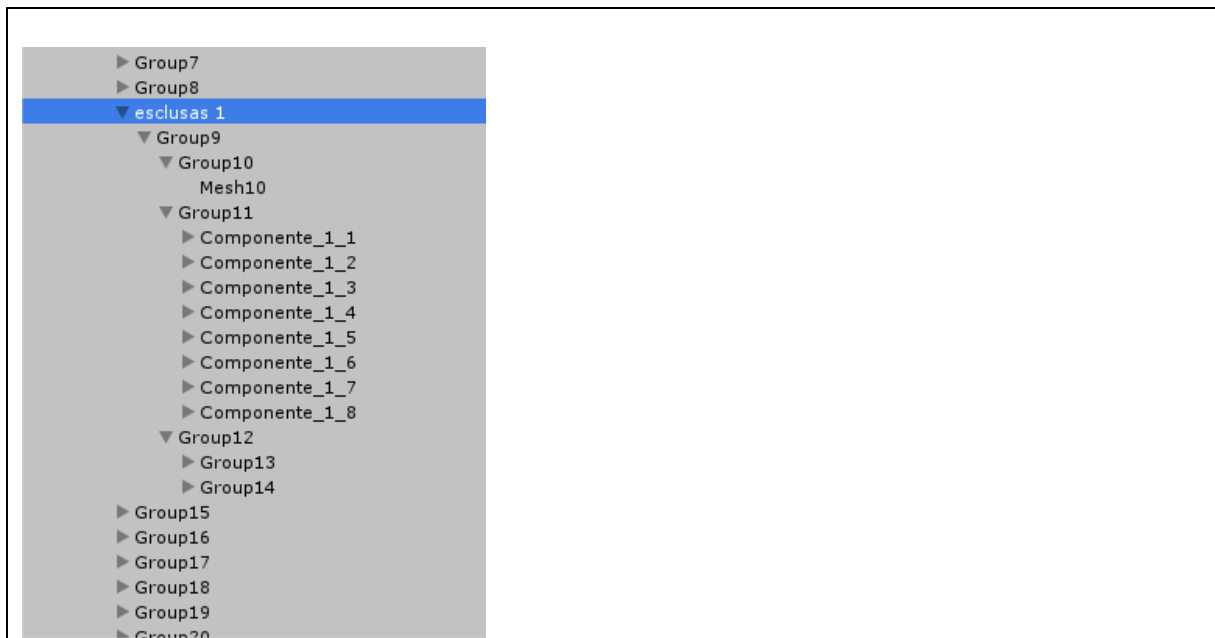 Group7
Group8
esclusas 1
Group9
Group10
Mesh10
Group11
Componente_1_1
Componente_1_2
Componente_1_3
Componente_1_4
Componente_1_5
Componente_1_6
Componente_1_7
Componente_1_8
Group12
Group13
Group14
Group15
Group16
Group17
Group18
Group19
Group20